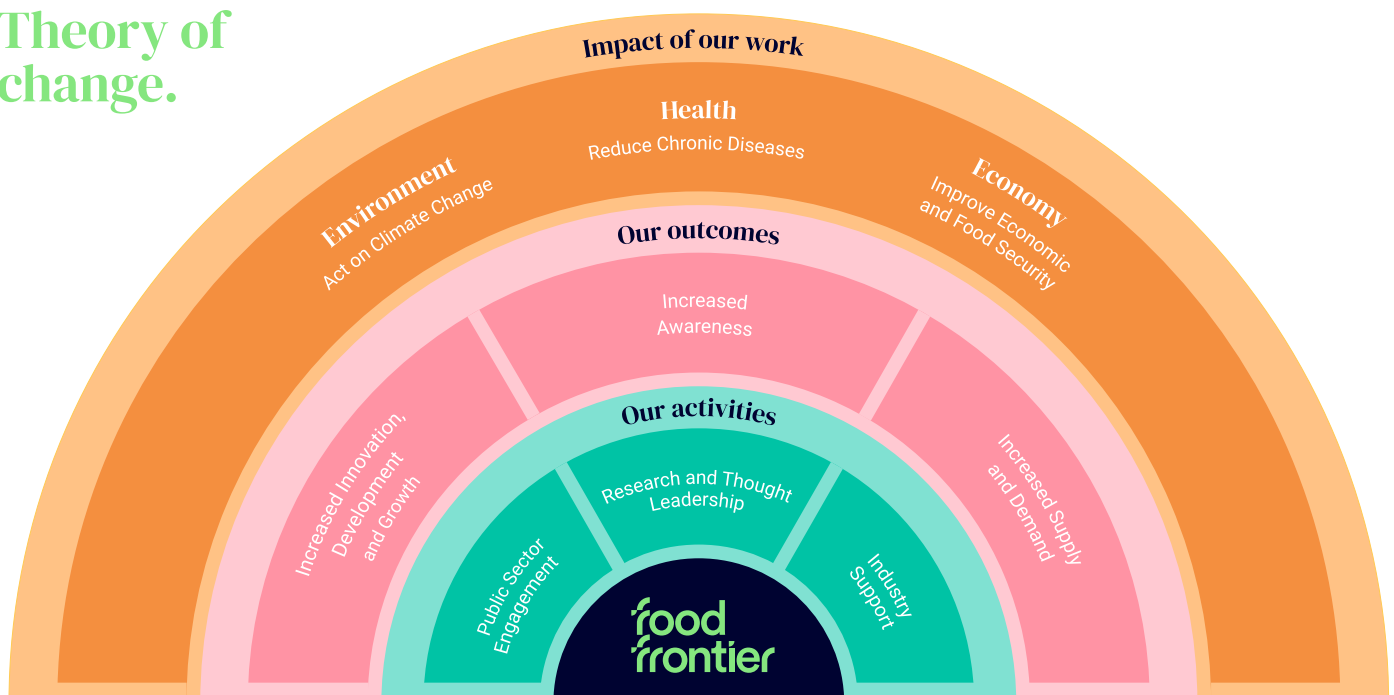 Theory of
change.
Impact of our work
Health
Reduce Chronic Diseases
Environment
Act on Climate Change
Economy
Improve Economic
and Food Security
Our outcomes
Increased
Awareness
Increased Innovation,
Development
and Growth
Increased Supply
and Demand
Our activities
Research and Thought
Leadership
Public Sector
Engagement
Industry
Support
food
frontier